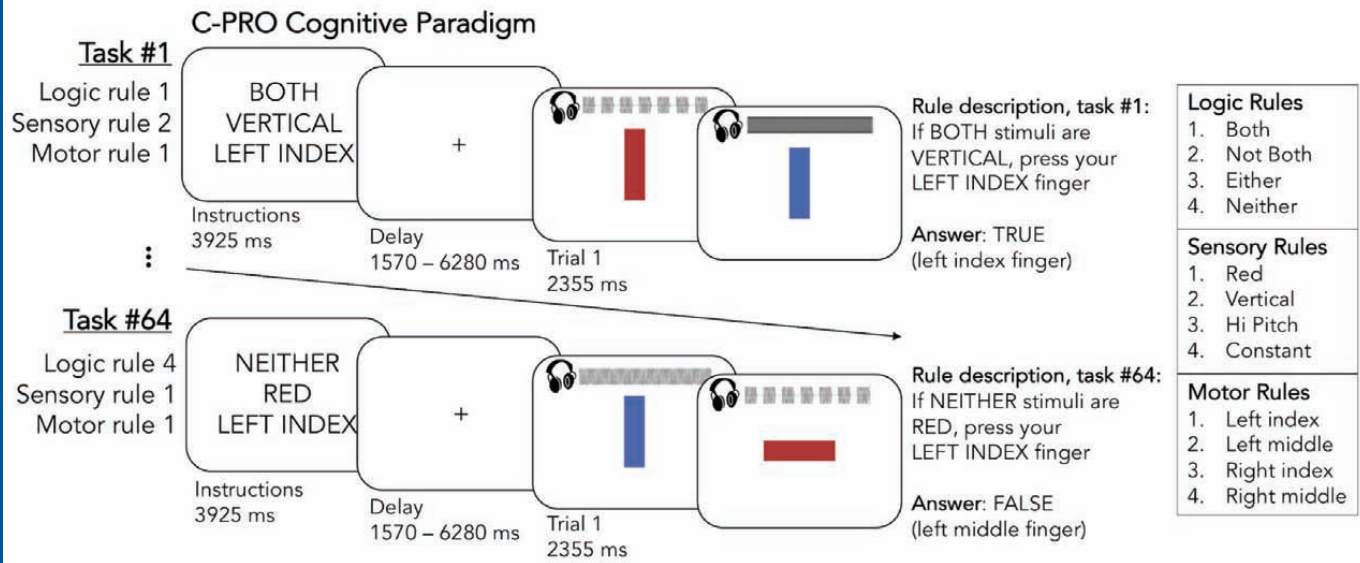 C-PRO Cognitive Paradigm
Task #1
Logic rule 1
Sensory rule 2
Motor rule 1
BOTH
VERTICAL
LEFT INDEX
Instructions
3925 ms
+
Delay
1570 – 6280 ms
Trial 1
2355 ms
Rule description, task #1:
If BOTH stimuli are
VERTICAL, press your
LEFT INDEX finger
Answer: TRUE
(left index finger)
Task #64
Logic rule 4
Sensory rule 1
Motor rule 1
NEITHER
RED
LEFT INDEX
Instructions
3925 ms
+
Delay
1570 – 6280 ms
Trial 1
2355 ms
Rule description, task #64:
If NEITHER stimuli are
RED, press your
LEFT INDEX finger
Answer: FALSE
(left middle finger)
Logic Rules
1. Both
2. Not Both
3. Either
4. Neither
Sensory Rules
1. Red
2. Vertical
3. Hi Pitch
4. Constant
Motor Rules
1. Left index
2. Left middle
3. Right index
4. Right middle